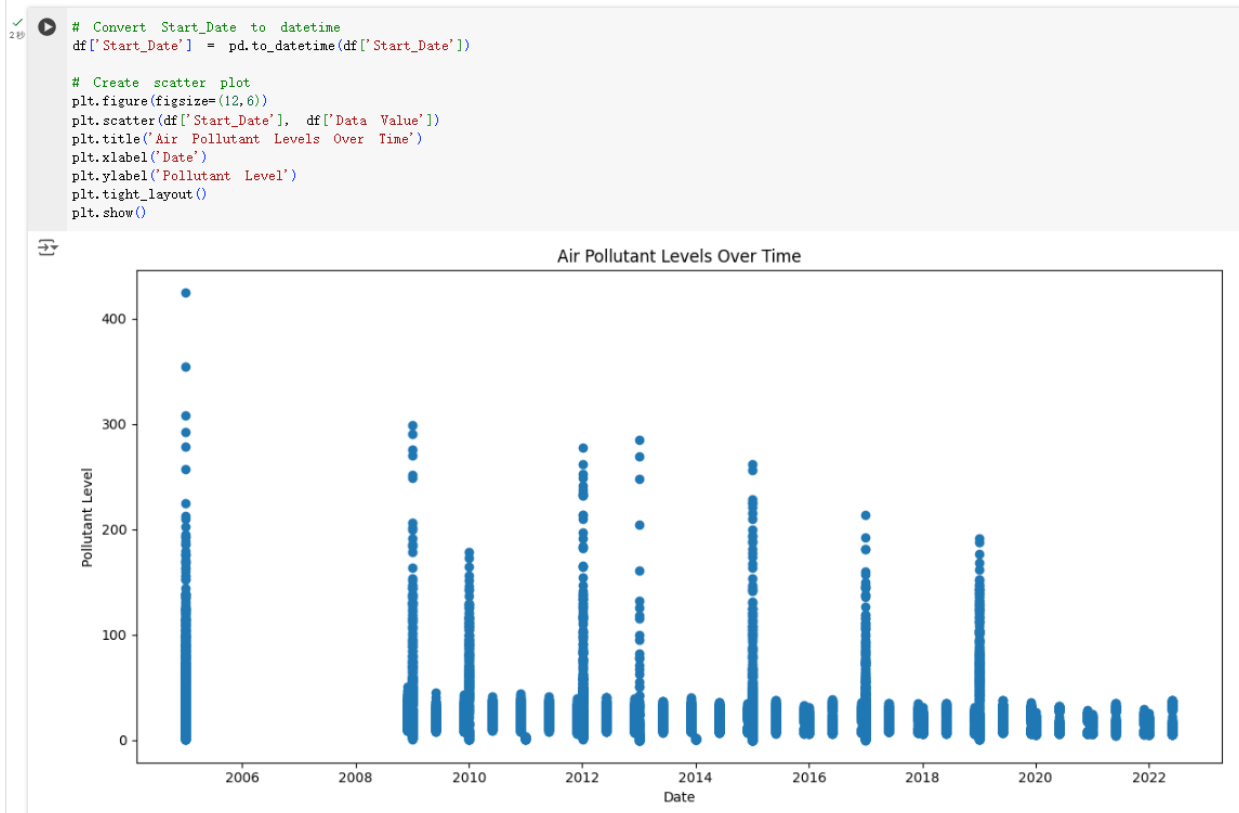 # Convert Start_Date to datetime
2秒
df['Start_Date'] = pd.to_datetime(df['Start_Date'])
# Create scatter plot
plt.figure(figsize=(12,6))
plt.scatter(df['Start_Date'], df['Data Value'])
plt.title('Air Pollutant Levels Over Time')
plt.xlabel('Date')
plt.ylabel('Pollutant Level')
plt.tight_layout()
plt.show()
Air Pollutant Levels Over Time
400
300
200
100
0
Pollutant Level
2006 2008 2010 2012 2014 2016 2018 2020 2022
Date